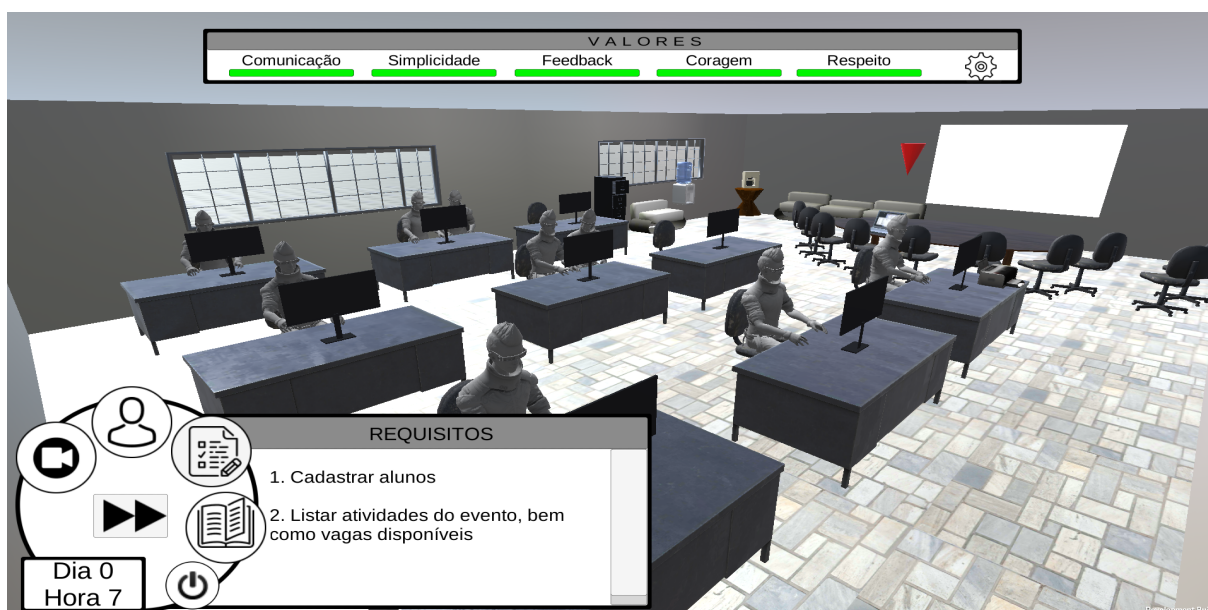 VALORES
Comunicação Simplicidade Feedback Coragem Respeito
REQUISITOS
1. Cadastrar alunos
2. Listar atividades do evento, bem
como vagas disponíveis
Dia 0
Hora 7
Development